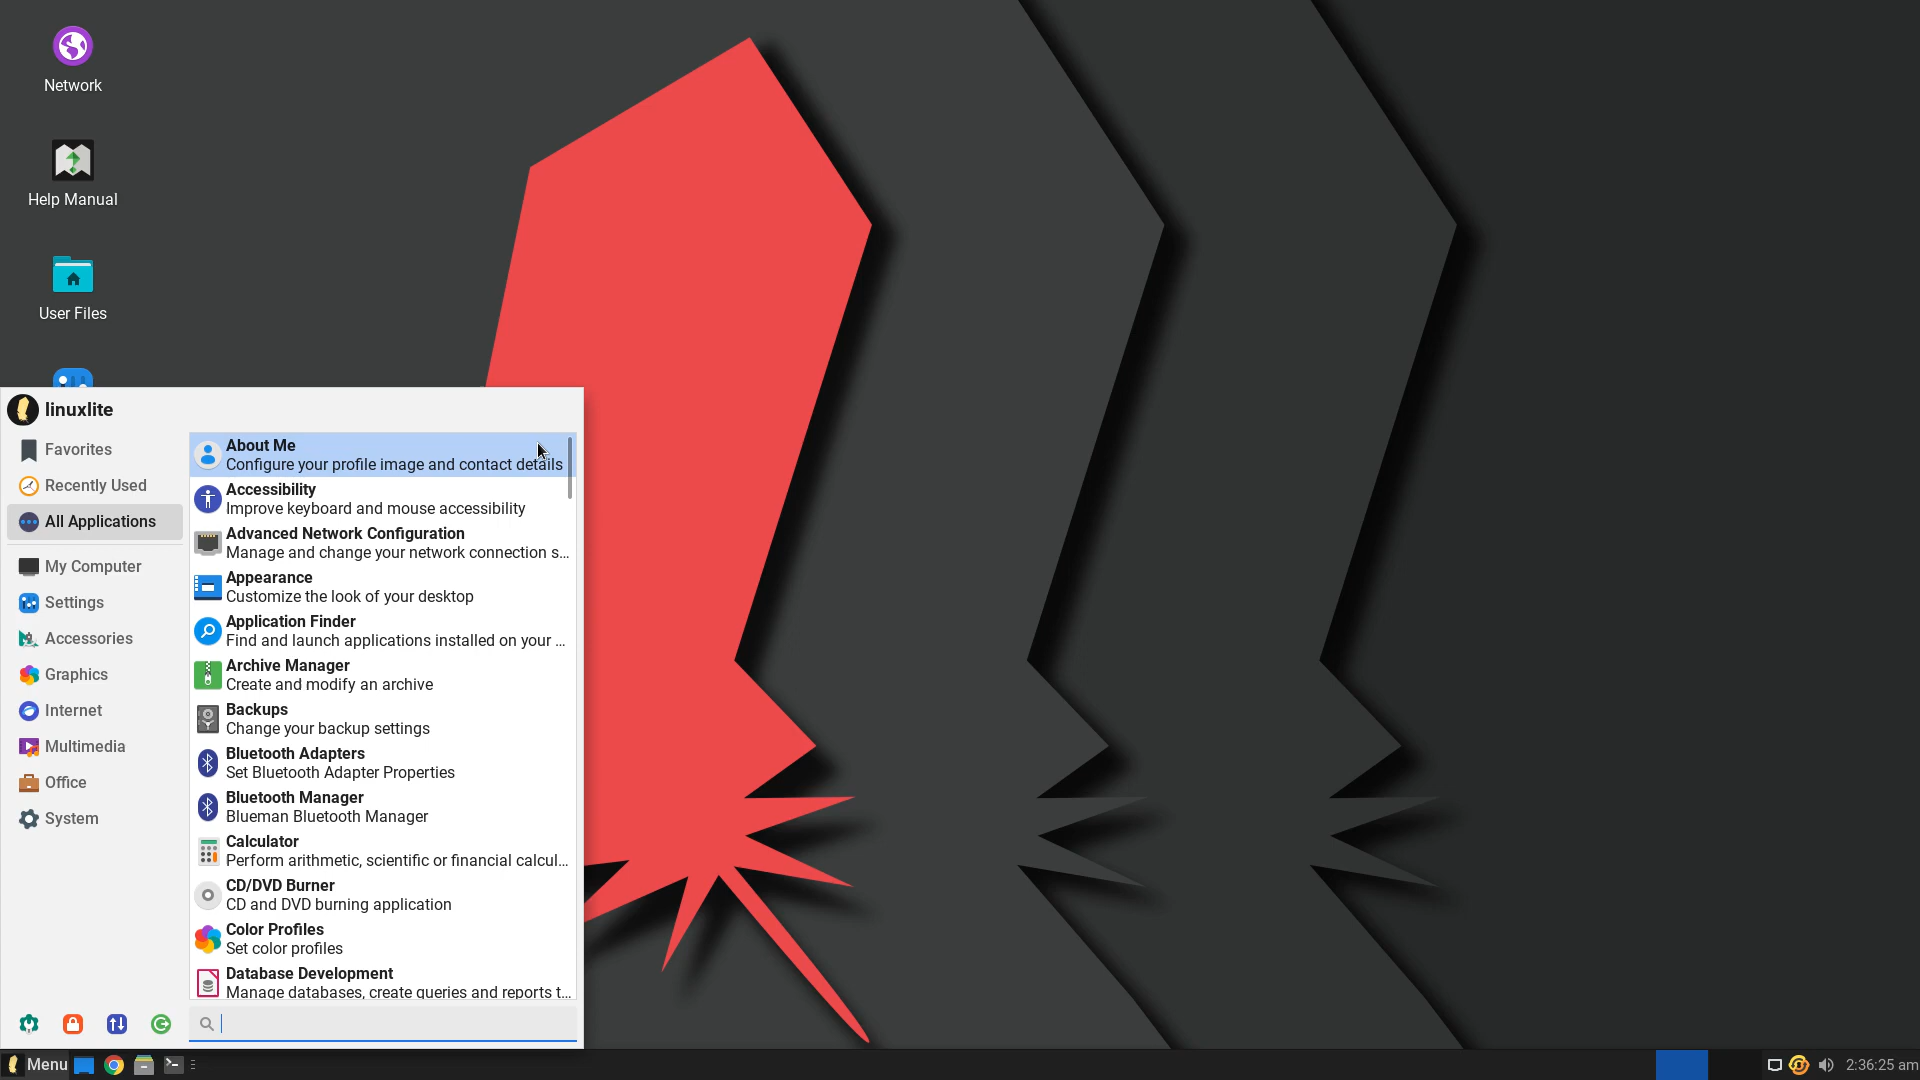 Network
Help Manual
User Files
linuxlite
Favorites
Recently Used
All Applications
My Computer
Settings
Accessories
Graphics
Internet
Multimedia
Office
System
About Me
Configure your profile image and contact details
Accessibility
Improve keyboard and mouse accessibility
Advanced Network Configuration
Manage and change your network connection s...
Appearance
Customize the look of your desktop
Application Finder
Find and launch applications installed on your ...
Archive Manager
Create and modify an archive
Backups
Change your backup settings
Bluetooth Adapters
Set Bluetooth Adapter Properties
Bluetooth Manager
Blueman Bluetooth Manager
Calculator
Perform arithmetic, scientific or financial calcul...
CD/DVD Burner
CD and DVD burning application
Color Profiles
Set color profiles
Database Development
Manage databases, create queries and reports t...
Menu
2:36:25 am